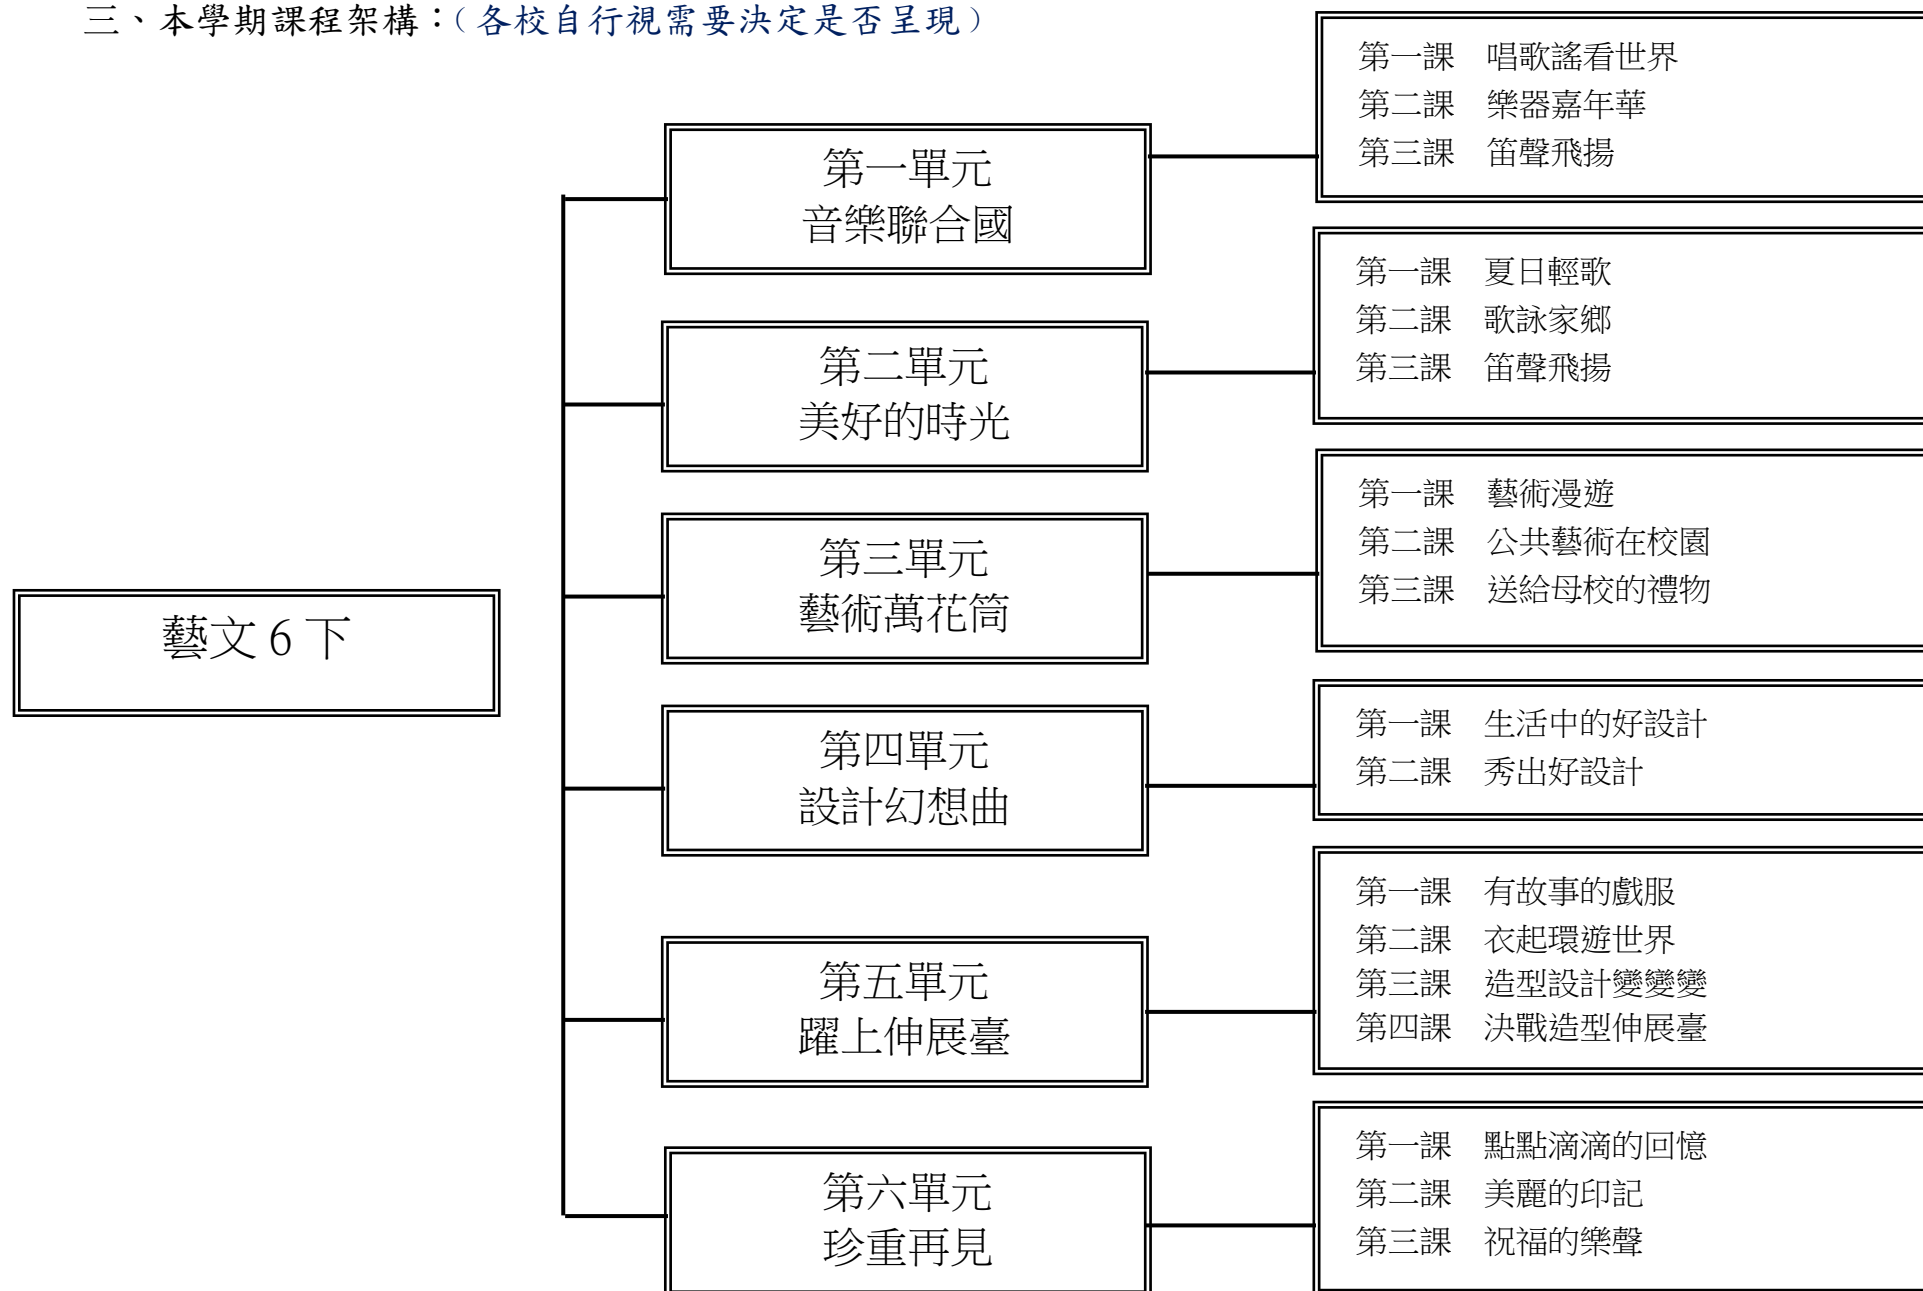 三、本學期課程架構：(各校自行視需要決定是否呈現)
藝文 6 下
第一單元
音樂聯合國
第一課　唱歌謠看世界
第二課　樂器嘉年華
第三課　笛聲飛揚
第二單元
美好的時光
第一課　夏日輕歌
第二課　歌詠家鄉
第三課　笛聲飛揚
第三單元
藝術萬花筒
第一課　藝術漫遊
第二課　公共藝術在校園
第三課　送給母校的禮物
第四單元
設計幻想曲
第一課　生活中的好設計
第二課　秀出好設計
第五單元
躍上伸展臺
第一課　有故事的戲服
第二課　衣起環遊世界
第三課　造型設計變變變
第四課　決戰造型伸展臺
第六單元
珍重再見
第一課　點點滴滴的回憶
第二課　美麗的印記
第三課　祝福的樂聲